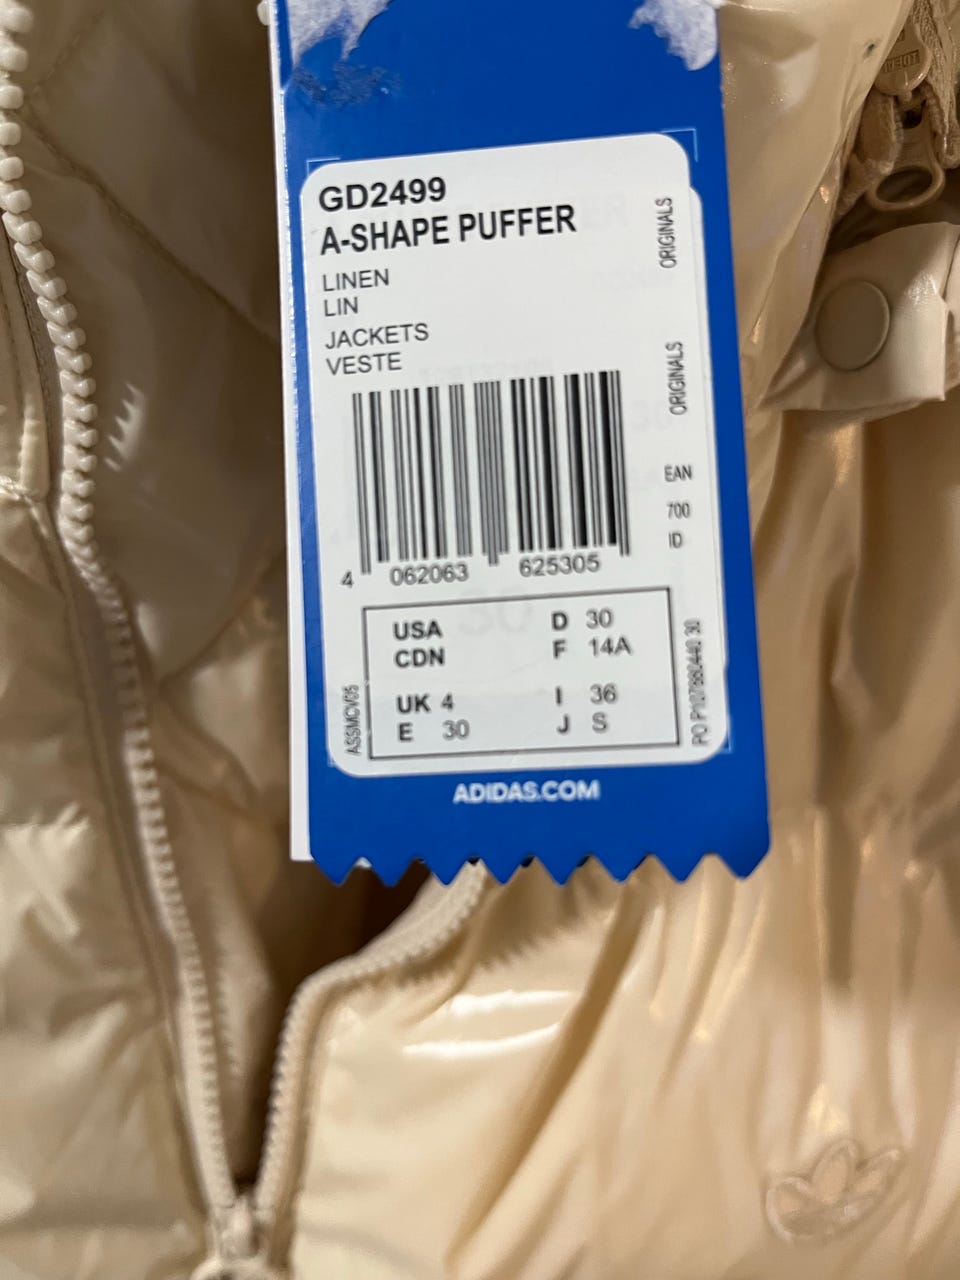 GD2499
A-SHAPE PUFFER
LINEN
LIN
JACKETS
VESTE
ORIGINALS
ORIGINALS
EAN
700
ID
4 062063 625305
USA
CDN
UK 4
E 30
D 30
F 14A
I 36
J S
ASSMCV05
ADIDAS.COM